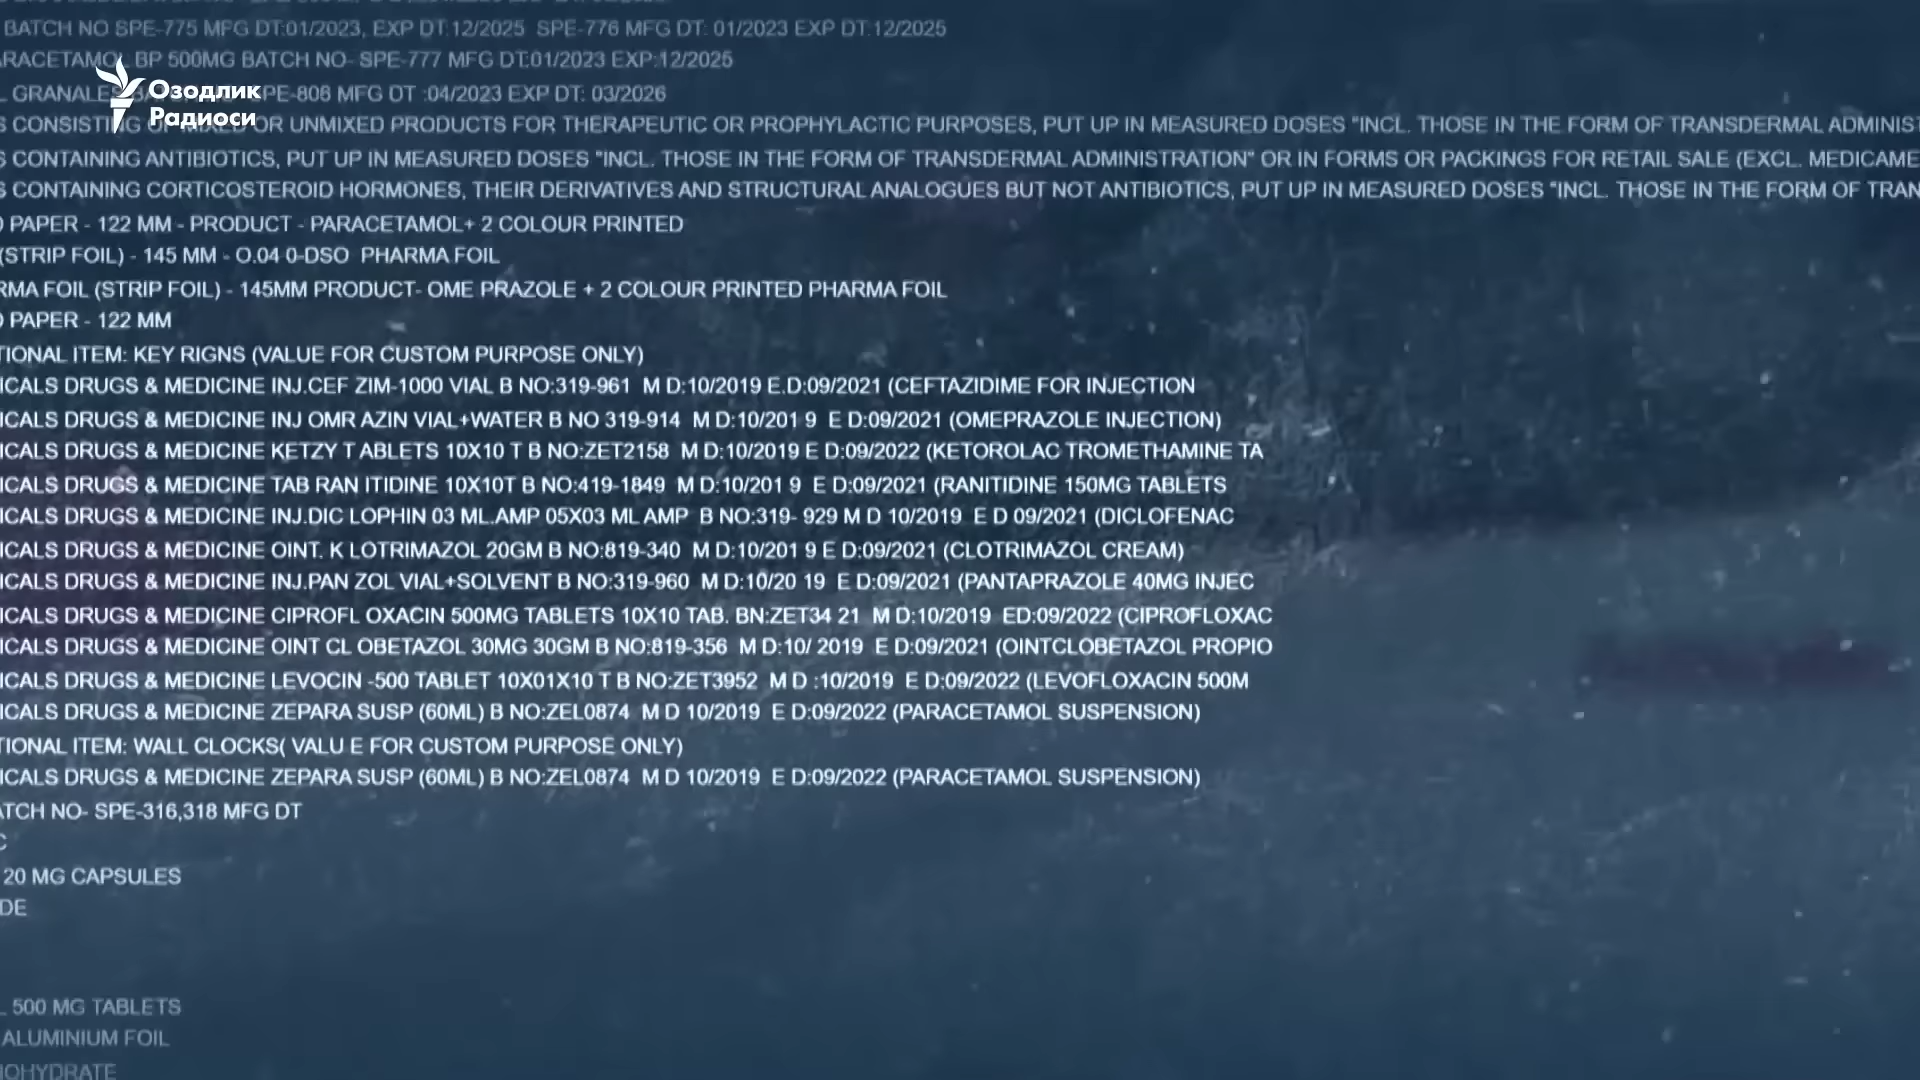 BATCH NO SPE-775 MFG DT:01/2023, EXP DT:12/2025 SPE-776 MFG DT: 01/2023 EXP DT:12/2025
RACETAMOL BP 500MG BATCH NO- SPE-777 MFG DT:01/2023 EXP:12/2025
L GRANALES PE-806 MFG DT :04/2023 EXP DT: 03/2026
Озодлик
Радиоси
S CONSISTING OF MIXED OR UNMIXED PRODUCTS FOR THERAPEUTIC OR PROPHYLACTIC PURPOSES, PUT UP IN MEASURED DOSES "INCL. THOSE IN THE FORM OF TRANSDERMAL ADMINIST
S CONTAINING ANTIBIOTICS, PUT UP IN MEASURED DOSES "INCL. THOSE IN THE FORM OF TRANSDERMAL ADMINISTRATION" OR IN FORMS OR PACKINGS FOR RETAIL SALE (EXCL. MEDICAME
S CONTAINING CORTICOSTEROID HORMONES, THEIR DERIVATIVES AND STRUCTURAL ANALOGUES BUT NOT ANTIBIOTICS, PUT UP IN MEASURED DOSES "INCL. THOSE IN THE FORM OF TRAN
D PAPER - 122 MM - PRODUCT - PARACETAMOL+ 2 COLOUR PRINTED
(STRIP FOIL) - 145 MM - O.04 0-DSO PHARMA FOIL
RMA FOIL (STRIP FOIL) - 145MM PRODUCT- OME PRAZOLE + 2 COLOUR PRINTED PHARMA FOIL
D PAPER - 122 MM
TIONAL ITEM: KEY RIGNS (VALUE FOR CUSTOM PURPOSE ONLY)
ICALS DRUGS & MEDICINE INJ.CEF ZIM-1000 VIAL B NO:319-961 M D:10/2019 E.D:09/2021 (CEFTAZIDIME FOR INJECTION
ICALS DRUGS & MEDICINE INJ OMR AZIN VIAL+WATER B NO 319-914 M D:10/201 9 E D:09/2021 (OMEPRAZOLE INJECTION)
ICALS DRUGS & MEDICINE KETZY T ABLETS 10X10 T B NO:ZET2158 M D:10/2019 E D:09/2022 (KETOROLAC TROMETHAMINE TA
ICALS DRUGS & MEDICINE TAB RAN ITIDINE 10X10T B NO:419-1849 M D:10/201 9 E D:09/2021 (RANITIDINE 150MG TABLETS
ICALS DRUGS & MEDICINE INJ.DIC LOPHIN 03 ML.AMP 05X03 ML AMP B NO:319- 929 M D 10/2019 E D 09/2021 (DICLOFENAC
ICALS DRUGS & MEDICINE OINT. K LOTRIMAZOL 20GM B NO:819-340 M D:10/201 9 E D:09/2021 (CLOTRIMAZOL CREAM)
ICALS DRUGS & MEDICINE INJ.PAN ZOL VIAL+SOLVENT B NO:319-960 M D:10/20 19 E D:09/2021 (PANTAPRAZOLE 40MG INJEC
ICALS DRUGS & MEDICINE CIPROFL OXACIN 500MG TABLETS 10X10 TAB. BN:ZET34 21 M D:10/2019 ED:09/2022 (CIPROFLOXAC
ICALS DRUGS & MEDICINE OINT CL OBETAZOL 30MG 30GM B NO:819-356 M D:10/ 2019 E D:09/2021 (OINTCLOBETAZOL PROPIO
ICALS DRUGS & MEDICINE LEVOCIN -500 TABLET 10X01X10 T B NO:ZET3952 M D :10/2019 E D:09/2022 (LEVOFLOXACIN 500M
ICALS DRUGS & MEDICINE ZEPARA SUSP (60ML) B NO:ZEL0874 M D 10/2019 E D:09/2022 (PARACETAMOL SUSPENSION)
TIONAL ITEM: WALL CLOCKS( VALU E FOR CUSTOM PURPOSE ONLY)
ICALS DRUGS & MEDICINE ZEPARA SUSP (60ML) B NO:ZEL0874 M D 10/2019 E D:09/2022 (PARACETAMOL SUSPENSION)
ATCH NO- SPE-316,318 MFG DT
C
20 MG CAPSULES
DE
L 500 MG TABLETS
ALUMINIUM FOIL
NOHYDRATE